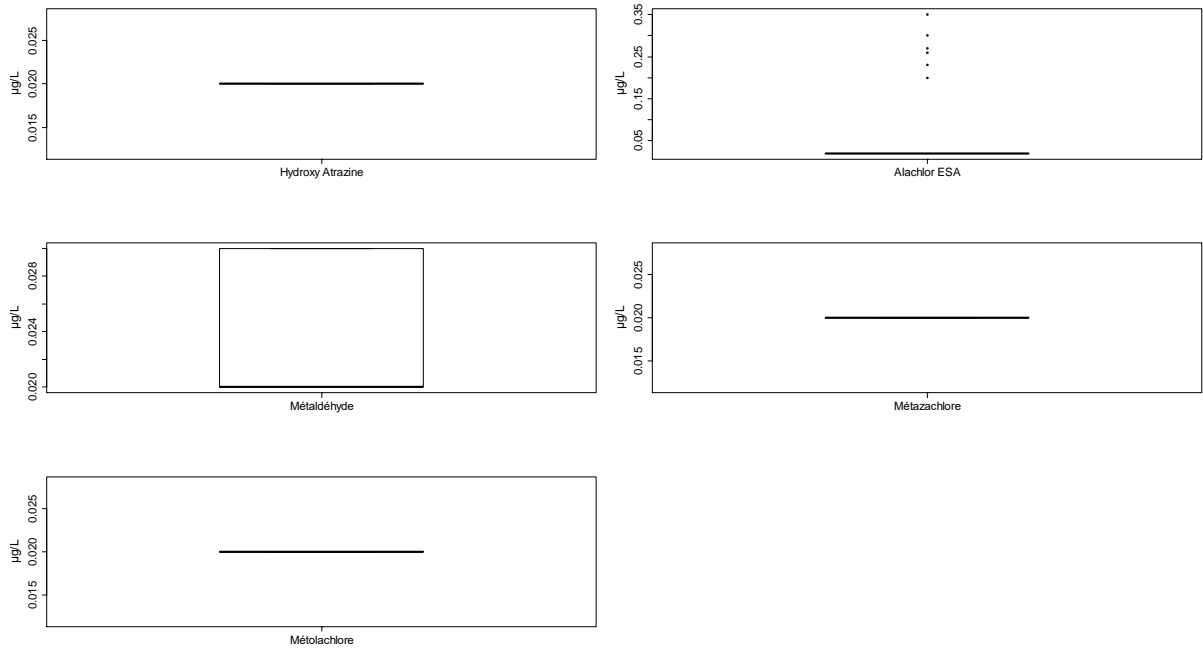 µg/L
0.025
0.020
0.015
Hydroxy Atrazine
µg/L
0.35
0.25
0.15
0.05
Alachlor ESA
µg/L
0.028
0.024
0.020
Métaldéhyde
µg/L
0.025
0.020
0.015
Métazachlore
µg/L
0.025
0.020
0.015
Métolachlore